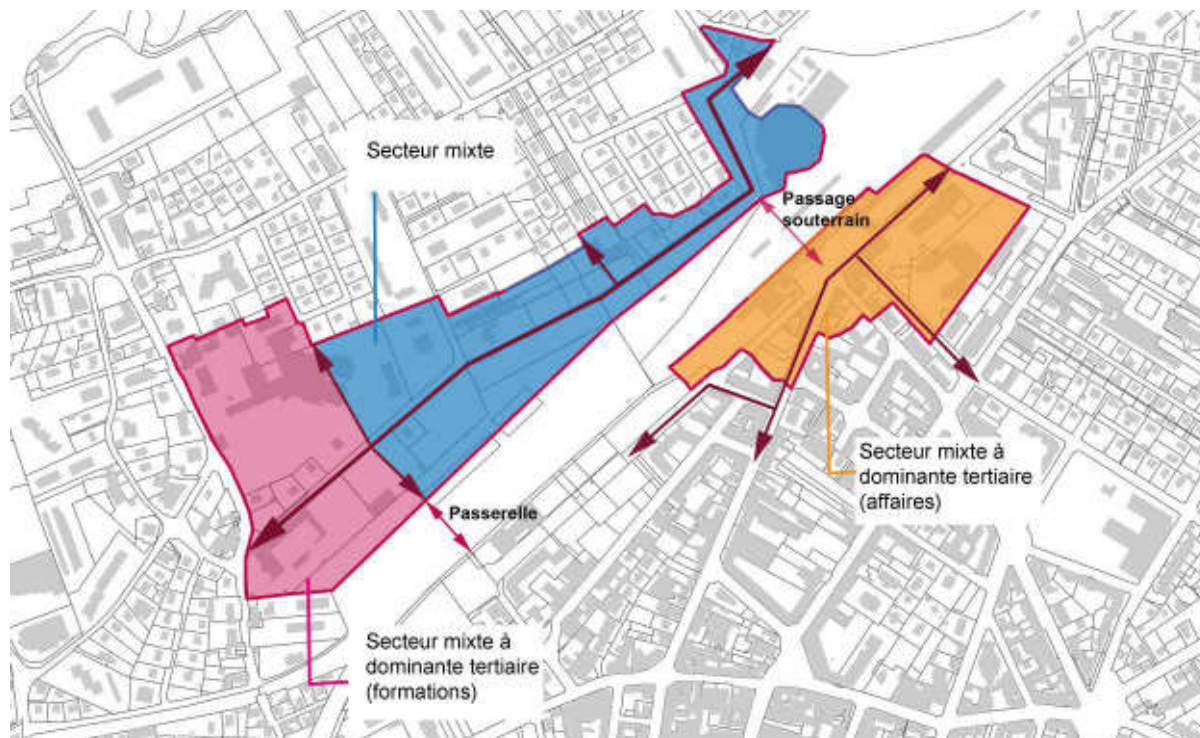 Secteur mixte
Passage
souterrain
Secteur mixte à
dominante tertiaire
(affaires)
Passerelle
Secteur mixte à
dominante tertiaire
(formations)